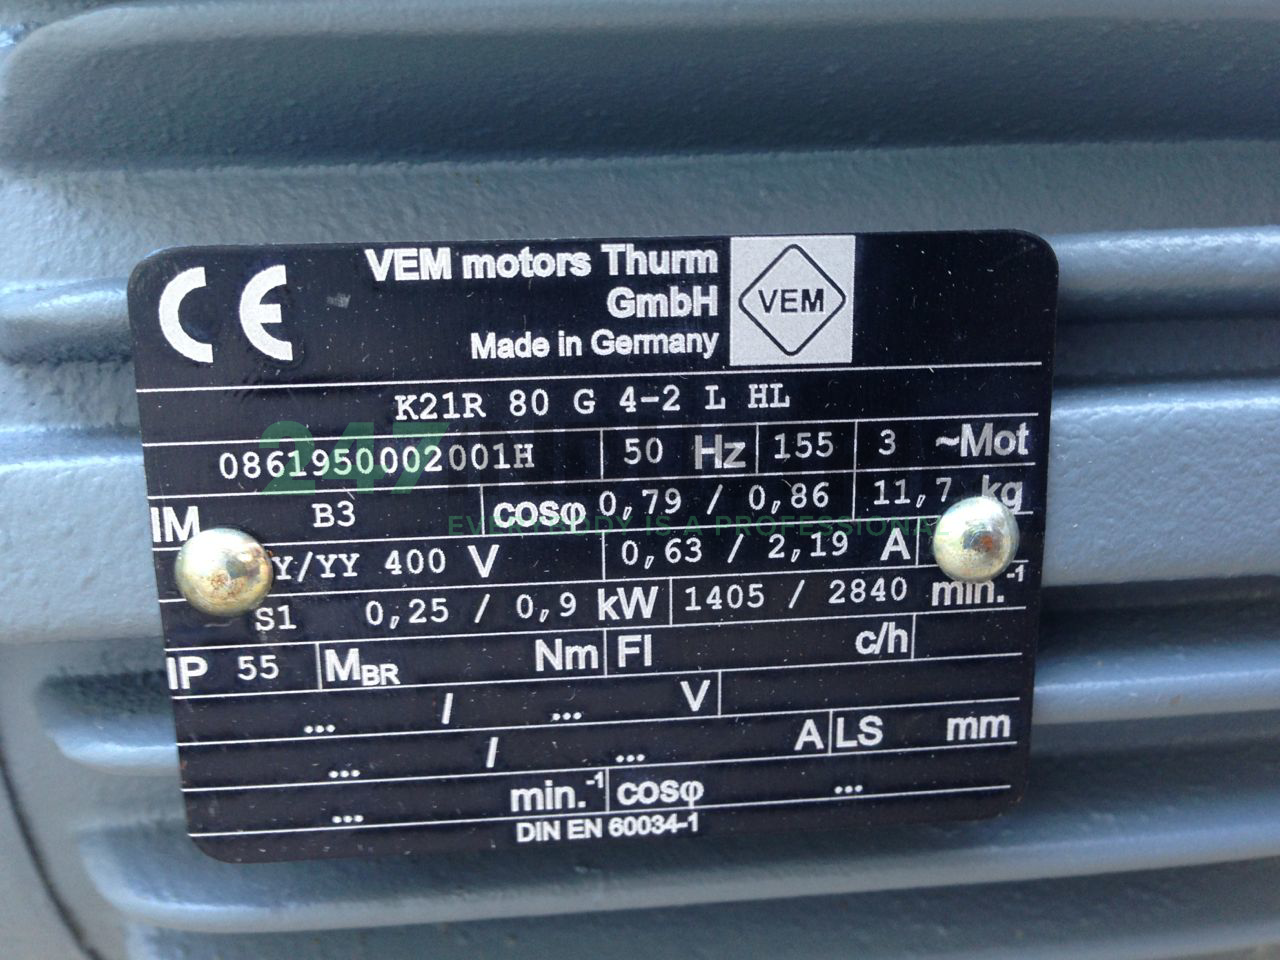 CE VEM motors Thurm
GmbH VEM
Made in Germany
K21R 80 G 4-2 L HL
0861950002001H 50 Hz 155 3 ~Mot
IM B3 cosφ 0,79 / 0,86 11,7 kg
Y/YY 400 V 0,63 / 2,19 A
S1 0,25 / 0,9 kW 1405 / 2840 min.-1
IP 55 MBR Nm Fl c/h
... / ... V
... / ... A LS mm
... min.-1 cosφ ...
DIN EN 60034-1
247
EVERYBODY IS A PROFESSIONAL